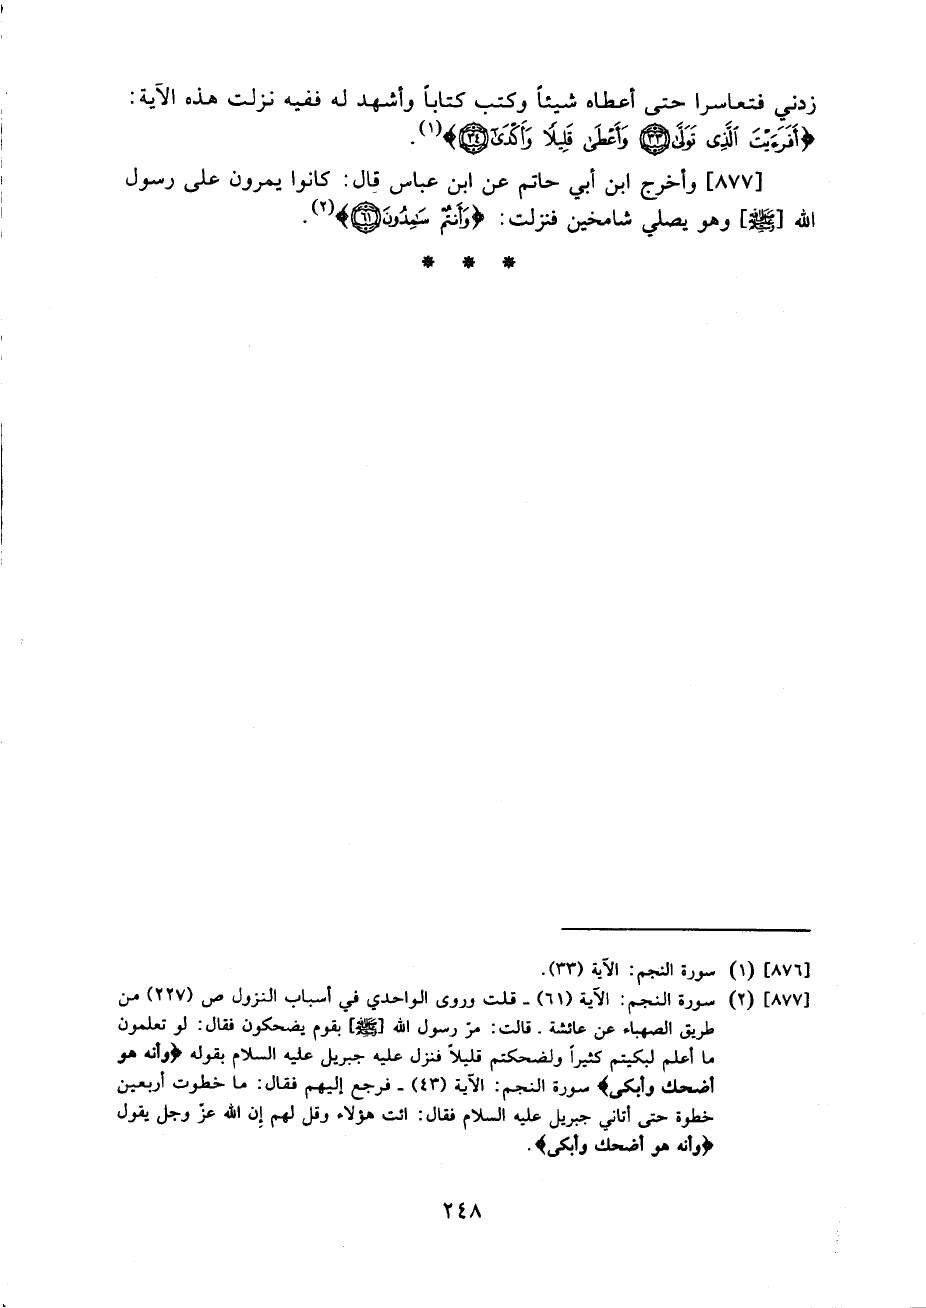 زدني فتعاسرا حتى أعطاه شيئاً وكتب كتاباً وأشهد له ففيه نزلت هذه الآية:
﴿أَفَرَءَيْتَ ٱلَّذِى تَوَلَّىٰ ۝٣٣ وَأَعْطَىٰ قَلِيلًا وَأَكْدَىٰٓ ۝٣٤﴾(١).
[٨٧٧] وأخرج ابن أبي حاتم عن ابن عباس قال: كانوا يمرون على رسول
الله [ﷺ] وهو يصلي شامخين فنزلت: ﴿وَأَنتُمْ سَٰمِدُونَ ۝٦١﴾(٢).
* * *
[٨٧٦] (١) سورة النجم: الآية (٣٣).
[٨٧٧] (٢) سورة النجم: الآية (٦١) ـ قلت وروى الواحدي في أسباب النزول ص (٢٢٧) من
طريق الصهباء عن عائشة . قالت: مرّ رسول الله [ﷺ] بقوم يضحكون فقال: لو تعلمون
ما أعلم لبكيتم كثيراً ولضحكتم قليلاً فنزل عليه جبريل عليه السلام بقوله ﴿وأنه هو
أضحك وأبكى﴾ سورة النجم: الآية (٤٣) ـ فرجع إليهم فقال: ما خطوت أربعين
خطوة حتى أتاني جبريل عليه السلام فقال: ائت هؤلاء وقل لهم إن الله عزّ وجل يقول
﴿وأنه هو أضحك وأبكى﴾.
٢٤٨